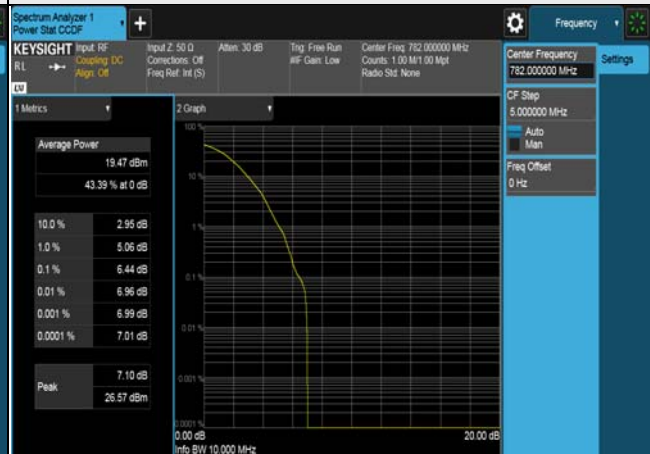 Spectrum Analyzer 1
Power Stat CCDF
Frequency
KEYSIGHT
Input: RF
Input Z: 50 Ω
Atten: 30 dB
Trig: Free Run
Center Freq: 782.000000 MHz
RL
Coupling: DC
Corrections: Off
#IF Gain: Low
Counts: 1.00 M/1.00 Mpt
Align: Off
Freq Ref: Int (S)
Radio Std: None
1 Metrics
2 Graph
Average Power
19.47 dBm
43.39 % at 0 dB
10.0 % 2.95 dB
1.0 % 5.06 dB
0.1 % 6.44 dB
0.01 % 6.96 dB
0.001 % 6.99 dB
0.0001 % 7.01 dB
Peak
7.10 dB
26.57 dBm
100 %
10 %
1 %
0.1 %
0.01 %
0.001 %
0.0001 %
0.00 dB
20.00 dB
Info BW 10.000 MHz
Center Frequency
782.000000 MHz
Settings
CF Step
5.000000 MHz
Auto
Man
Freq Offset
0 Hz